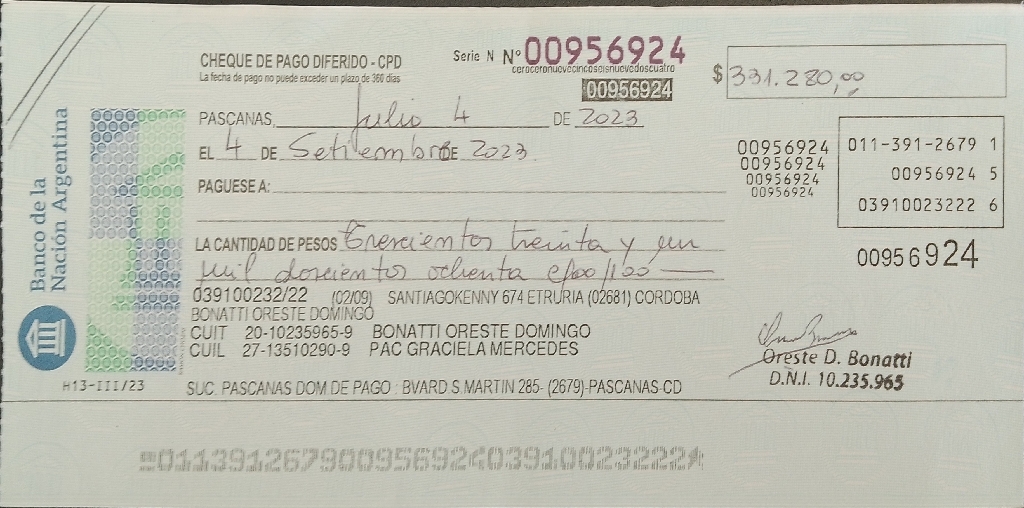 CHEQUE DE PAGO DIFERIDO - CPD
La fecha de pago no puede exceder un plazo de 360 días
Serie N Nº 00956924
ceroceronuevecincoseisnuevedoscuatro
00956924
$ 331.280,00
PASCANAS, Julio 4 DE 2023
EL 4 DE Setiembre DE 2023
PAGUESE A:
LA CANTIDAD DE PESOS Trescientos treinta y un
mil doscientos ochenta c/00/100
039100232/22 (02/09) SANTIAGOKENNY 674 ETRURIA (02681) CORDOBA
BONATTI ORESTE DOMINGO
CUIT 20-10235965-9 BONATTI ORESTE DOMINGO
CUIL 27-13510290-9 PAC GRACIELA MERCEDES
SUC. PASCANAS DOM DE PAGO : BVARD.S.MARTIN 285- (2679)-PASCANAS-CD
Banco de la
Nación Argentina
H13-III/23
00956924
00956924
00956924
00956924
011-391-2679 1
00956924 5
03910023222 6
00956924
Oreste D. Bonatti
D.N.I. 10.235.965
01139126790095692403910023222